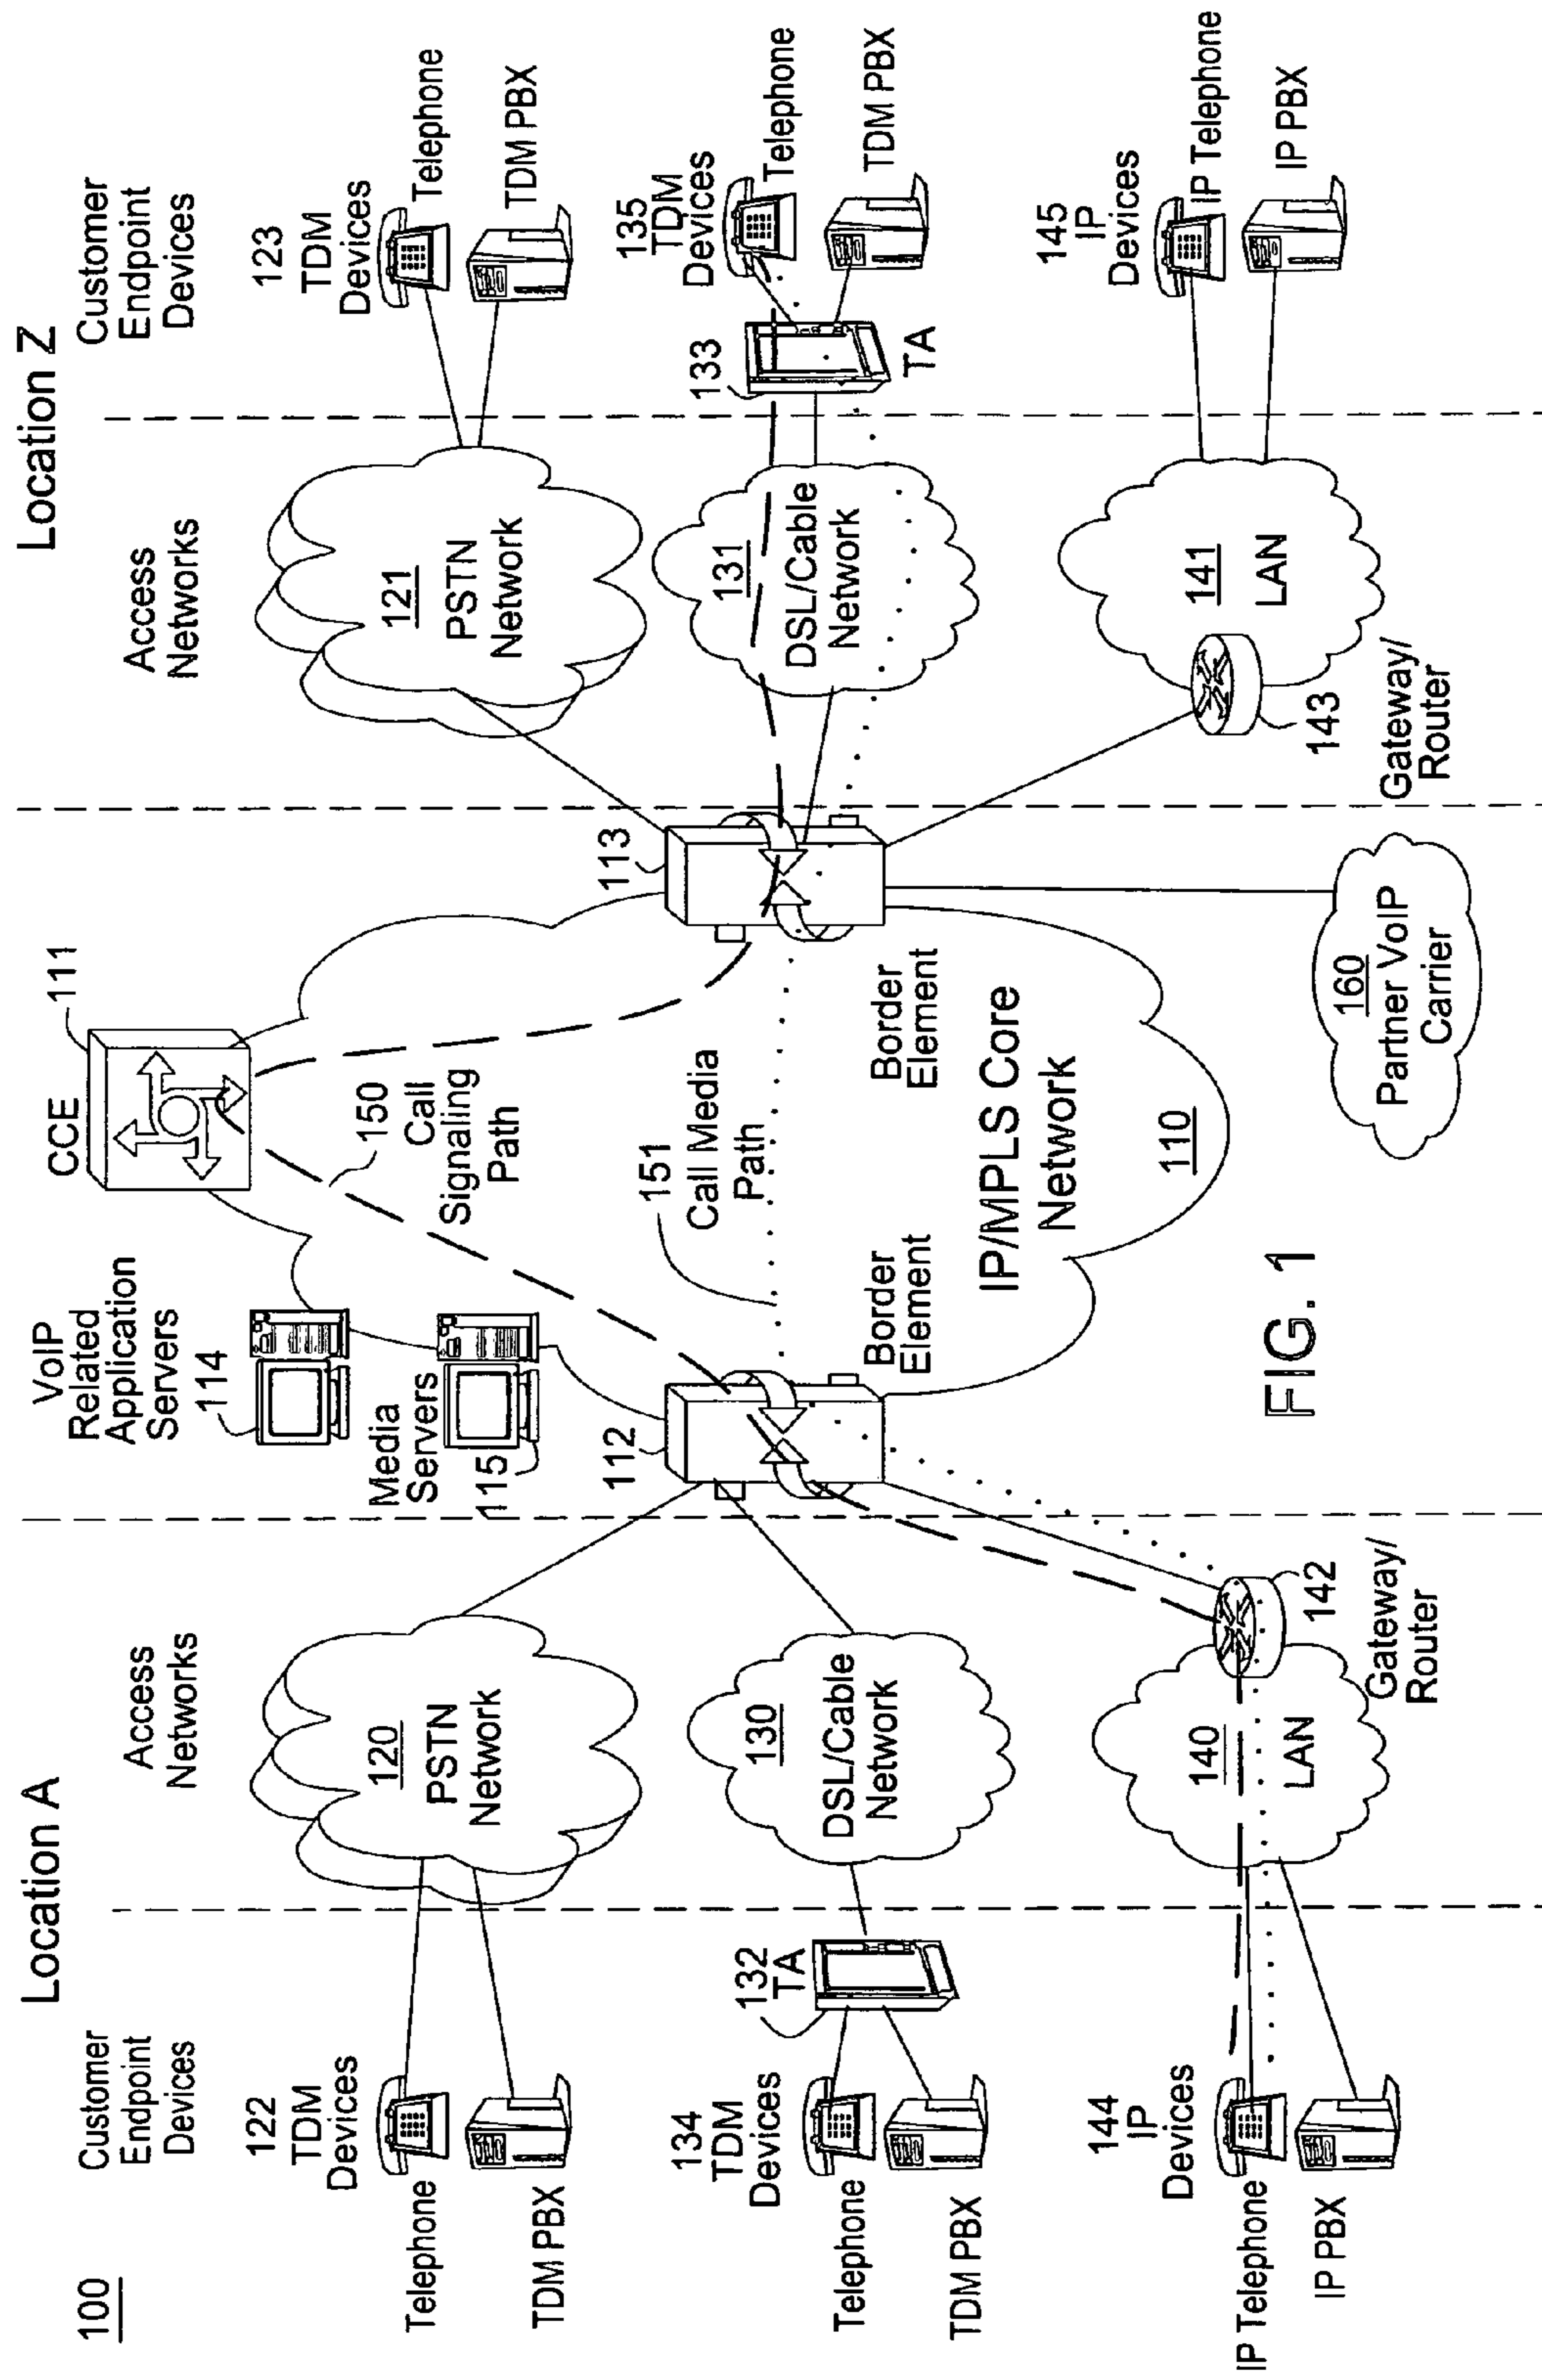 100
Location A
Location Z
Customer
Endpoint
Devices
Access
Networks
VoIP
Related
Application
Servers
114
CCE
111
Access
Networks
Customer
Endpoint
Devices
122
TDM
Devices
Telephone
TDM PBX
120
PSTN
Network
Media
Servers
115
150
Call
Signaling
Path
121
PSTN
Network
123
TDM
Devices
Telephone
TDM PBX
134
TDM
Devices
Telephone
TDM PBX
132
TA
130
DSL/Cable
Network
112
Border
Element
151
Call Media
Path
113
Border
Element
131
DSL/Cable
Network
133
TA
135
TDM
Devices
Telephone
TDM PBX
IP/MPLS Core
Network
110
144
IP
Devices
IP Telephone
IP PBX
140
LAN
142
Gateway/
Router
160
Partner VoIP
Carrier
141
LAN
143
Gateway/
Router
145
IP
Devices
IP Telephone
IP PBX
FIG. 1